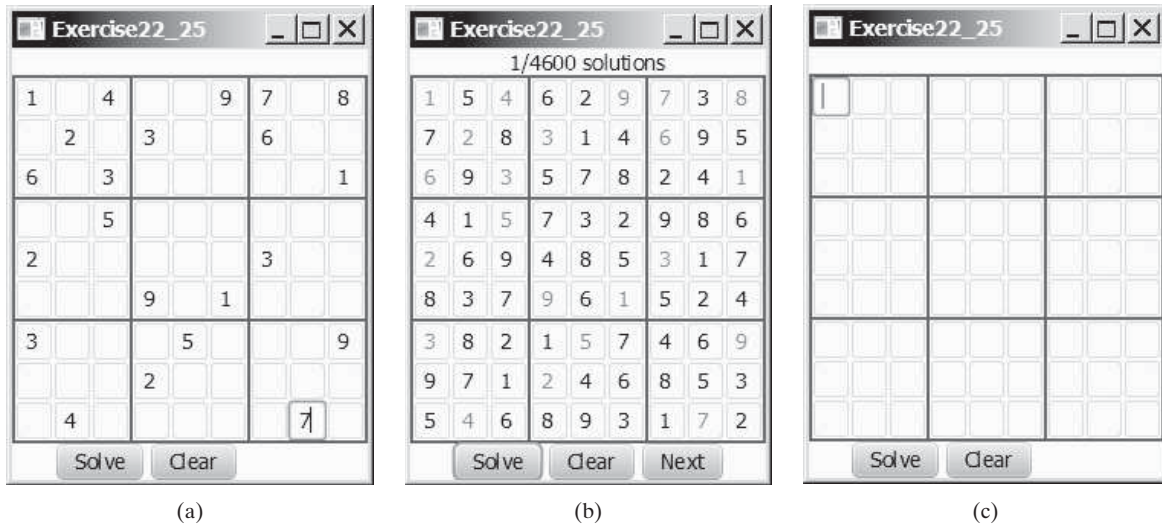 Exercise22_25
1 4 9 7 8
2 3 6
6 3 1
5
2 3
9 1
3 5 9
2
4 7
Solve Clear
(a)
Exercise22_25
1/4600 solutions
1 5 4 6 2 9 7 3 8
7 2 8 3 1 4 6 9 5
6 9 3 5 7 8 2 4 1
4 1 5 7 3 2 9 8 6
2 6 9 4 8 5 3 1 7
8 3 7 9 6 1 5 2 4
3 8 2 1 5 7 4 6 9
9 7 1 2 4 6 8 5 3
5 4 6 8 9 3 1 7 2
Solve Clear Next
(b)
Exercise22_25
Solve Clear
(c)